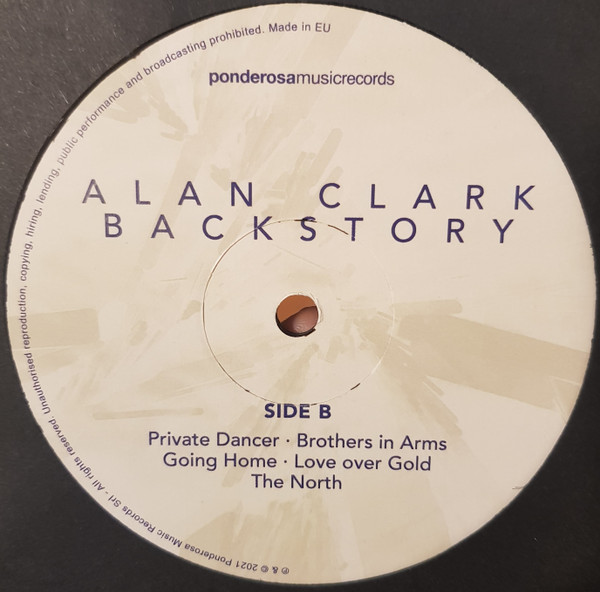 ponderosamusicrecords
ALAN CLARK
BACKSTORY
SIDE B
Private Dancer · Brothers in Arms
Going Home · Love over Gold
The North
℗ & © 2021 Ponderosa Music Records Srl - All rights reserved. Unauthorised reproduction, copying, hiring, lending, public performance and broadcasting prohibited. Made in EU